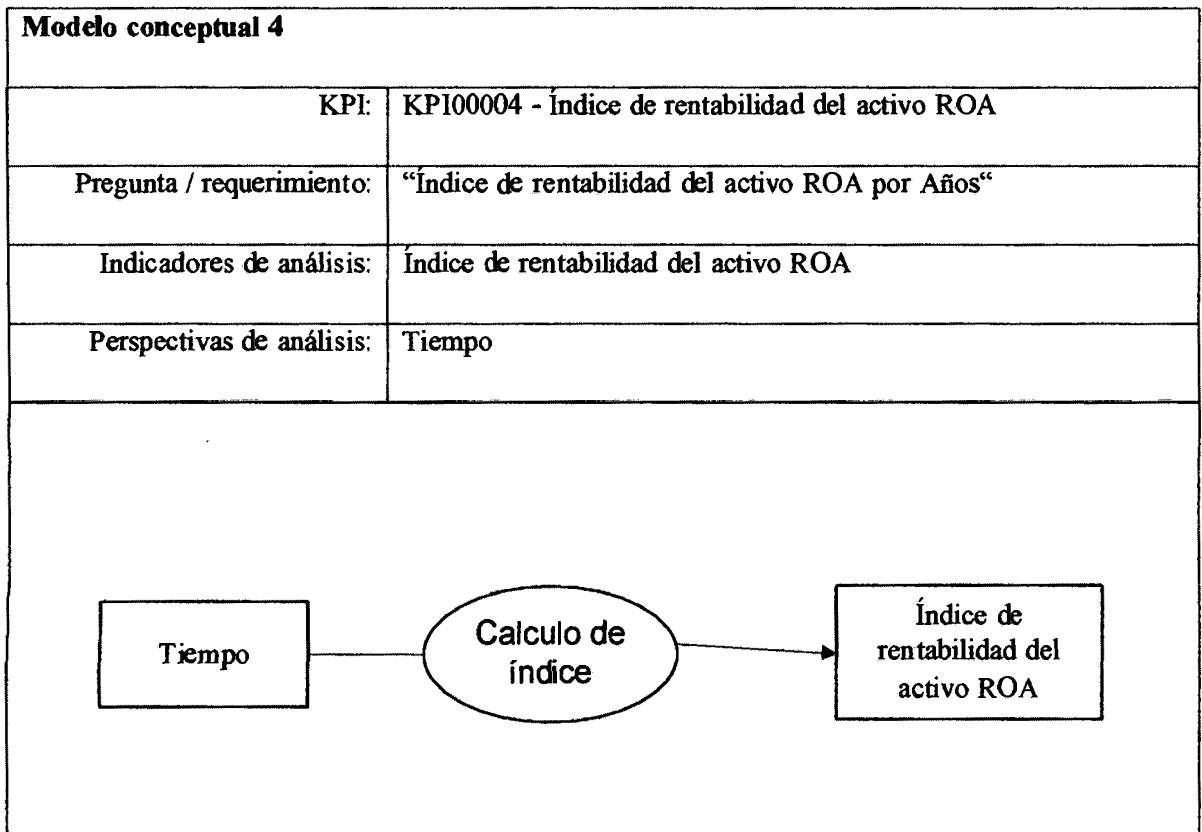 Modelo conceptual 4
KPI: KPI00004 - Índice de rentabilidad del activo ROA
Pregunta / requerimiento: “Índice de rentabilidad del activo ROA por Años“
Indicadores de análisis: Índice de rentabilidad del activo ROA
Perspectivas de análisis: Tiempo
Tiempo
Calculo de
índice
Índice de
rentabilidad del
activo ROA